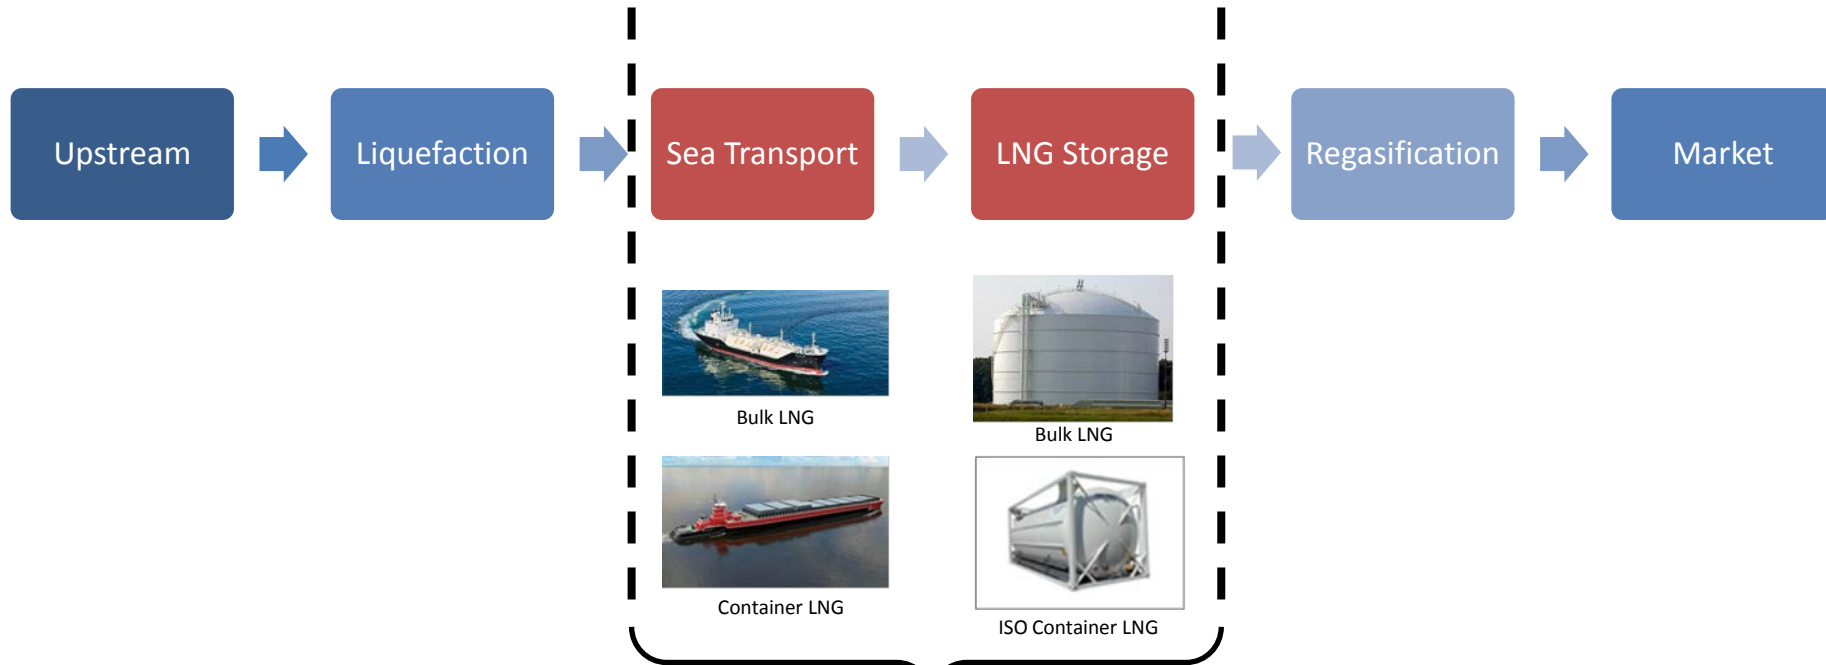 Upstream
Liquefaction
Sea Transport
LNG Storage
Regasification
Market
Bulk LNG
Bulk LNG
Container LNG
ISO Container LNG